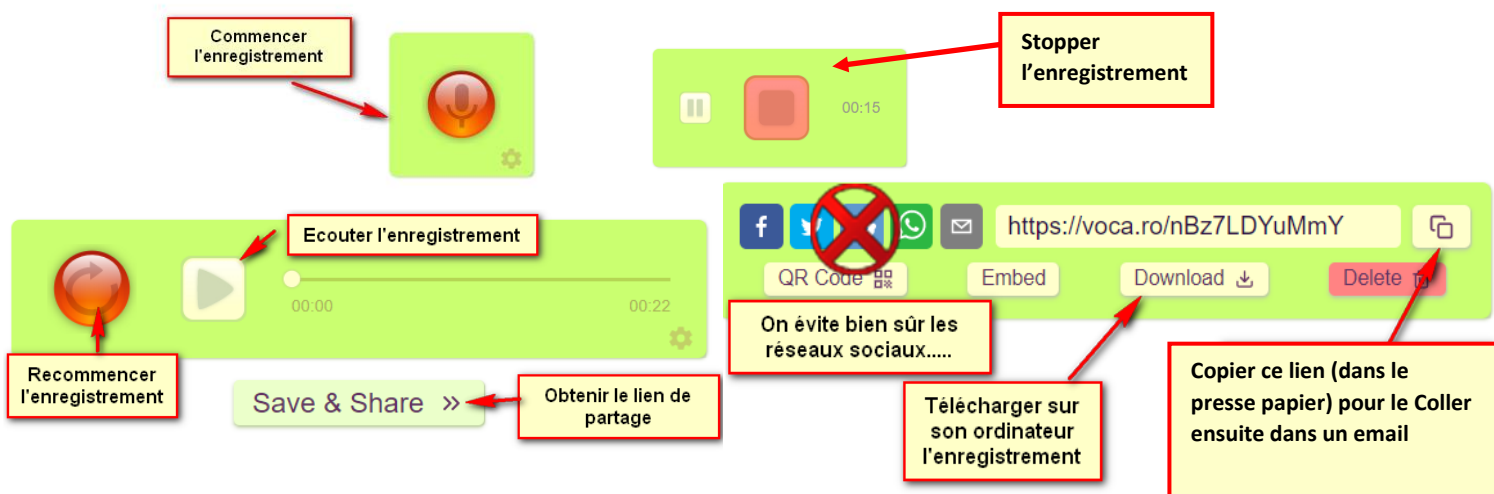 Commencer
l'enregistrement
Stopper
l'enregistrement
00:15
Ecouter l'enregistrement
00:00
00:22
Recommencer
l'enregistrement
Save & Share »
Obtenir le lien de
partage
f
https://voca.ro/nBz7LDYuMmY
QR Code
Embed
Download
Delete
On évite bien sûr les
réseaux sociaux.....
Télécharger sur
son ordinateur
l'enregistrement
Copier ce lien (dans le
presse papier) pour le Coller
ensuite dans un email